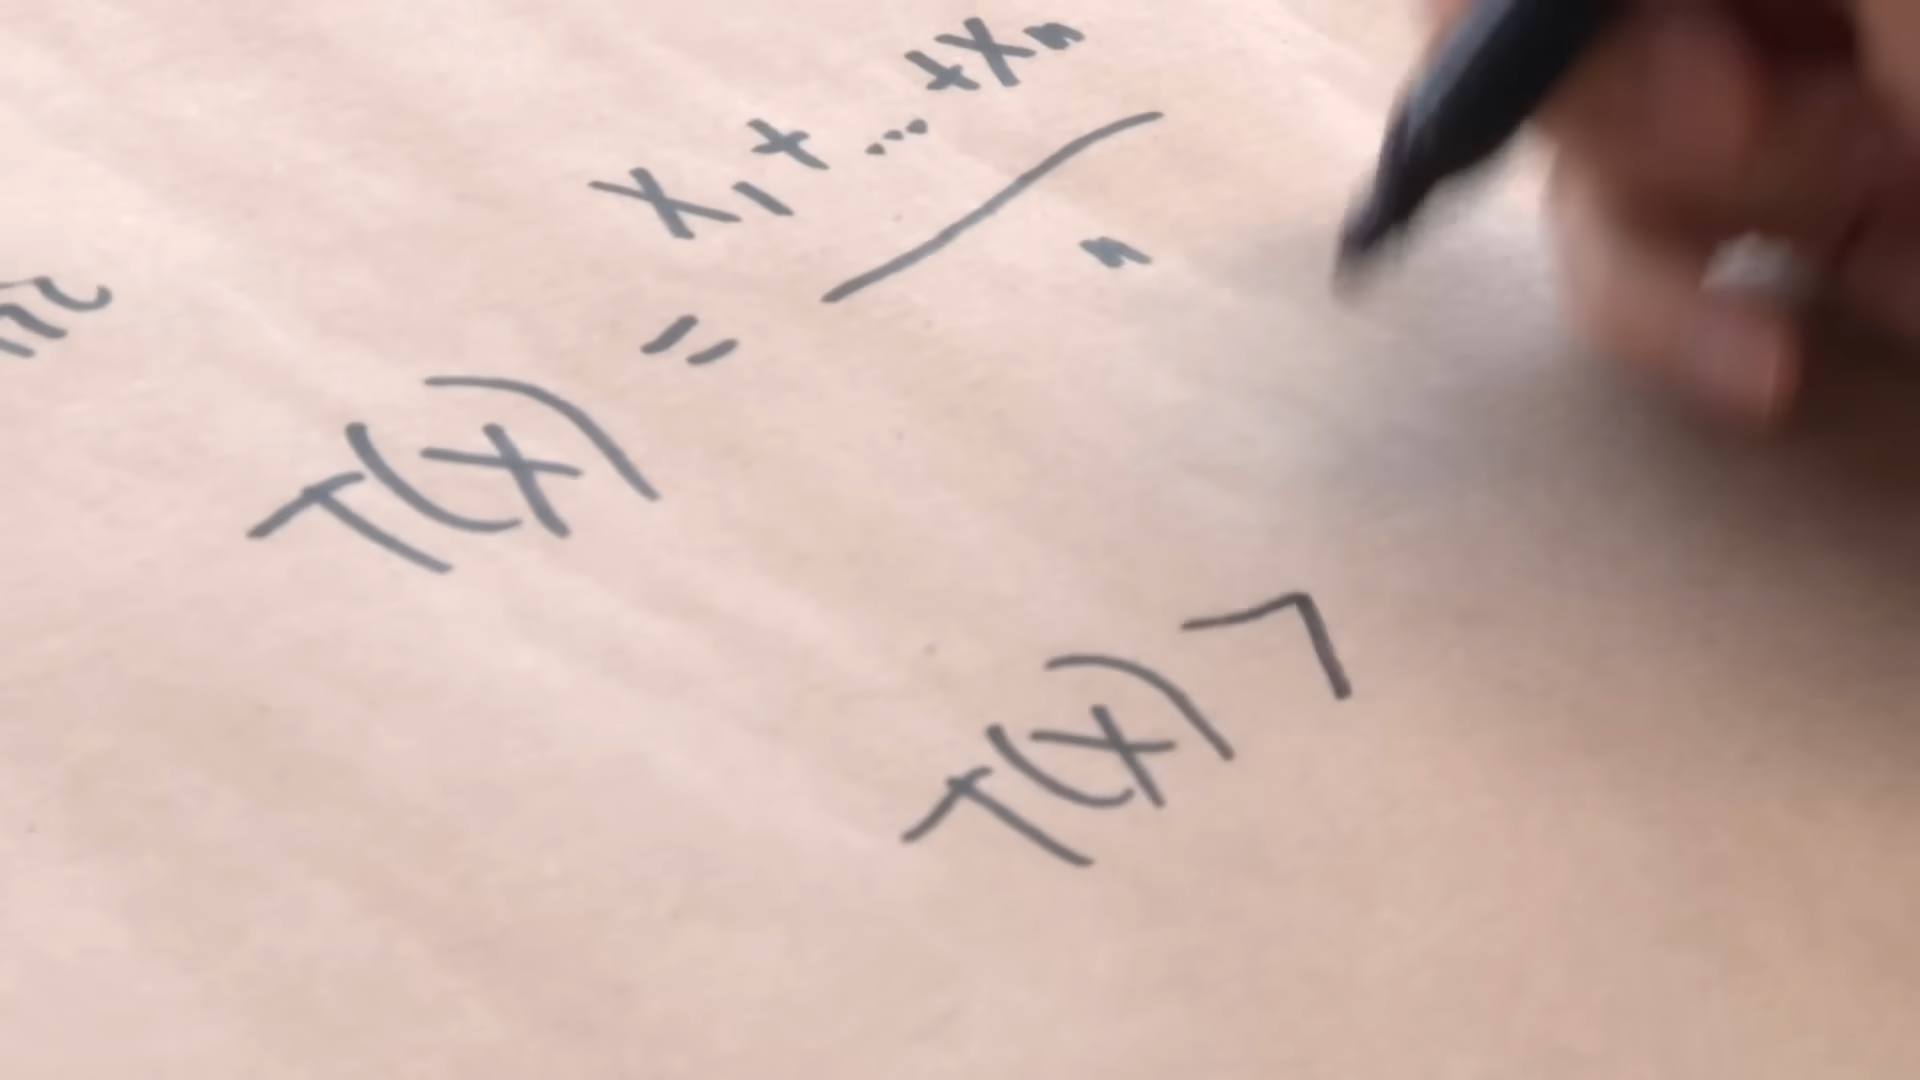 T(X) = X₁ + ... + Xₙ / n
T(X) >